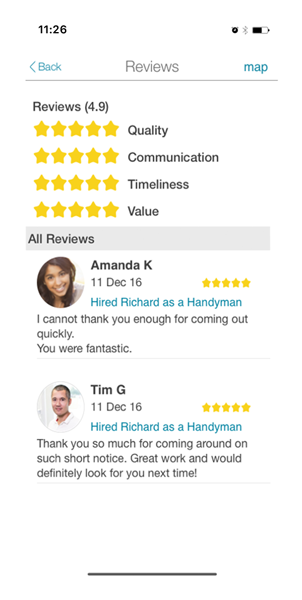 11:26
Back Reviews map
Reviews (4.9)
Quality
Communication
Timeliness
Value
All Reviews
Amanda K
11 Dec 16
Hired Richard as a Handyman
I cannot thank you enough for coming out
quickly.
You were fantastic.
Tim G
11 Dec 16
Hired Richard as a Handyman
Thank you so much for coming around on
such short notice. Great work and would
definitely look for you next time!